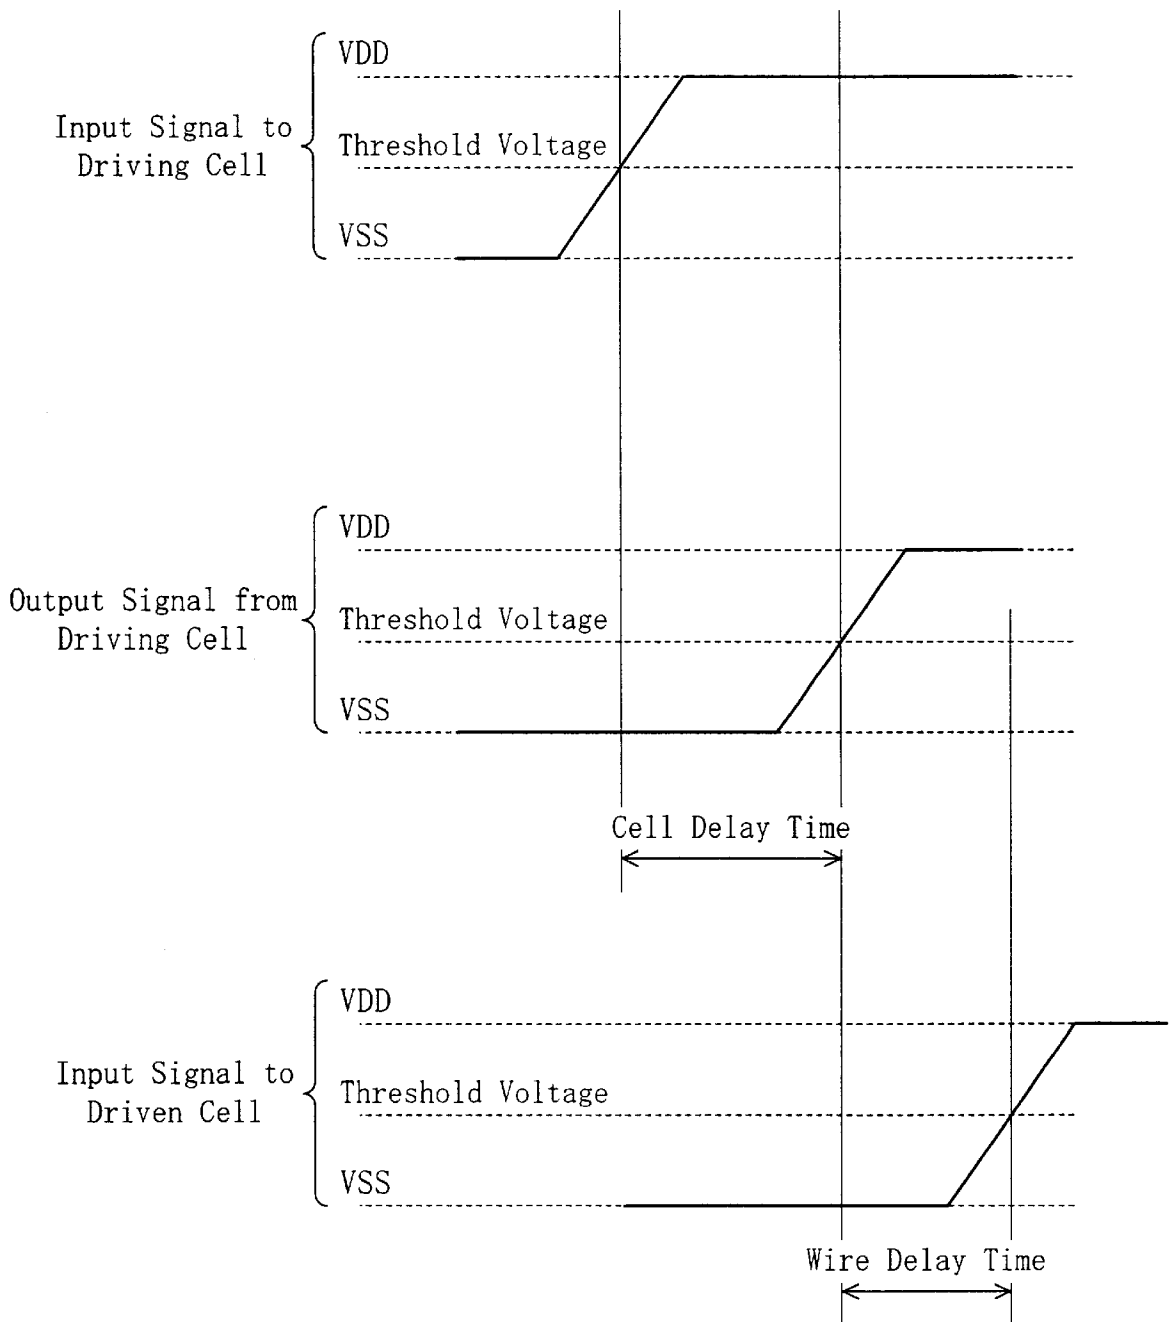 VDD
Input Signal to
Driving Cell
Threshold Voltage
VSS
VDD
Output Signal from
Driving Cell
Threshold Voltage
VSS
Cell Delay Time
VDD
Input Signal to
Driven Cell
Threshold Voltage
VSS
Wire Delay Time